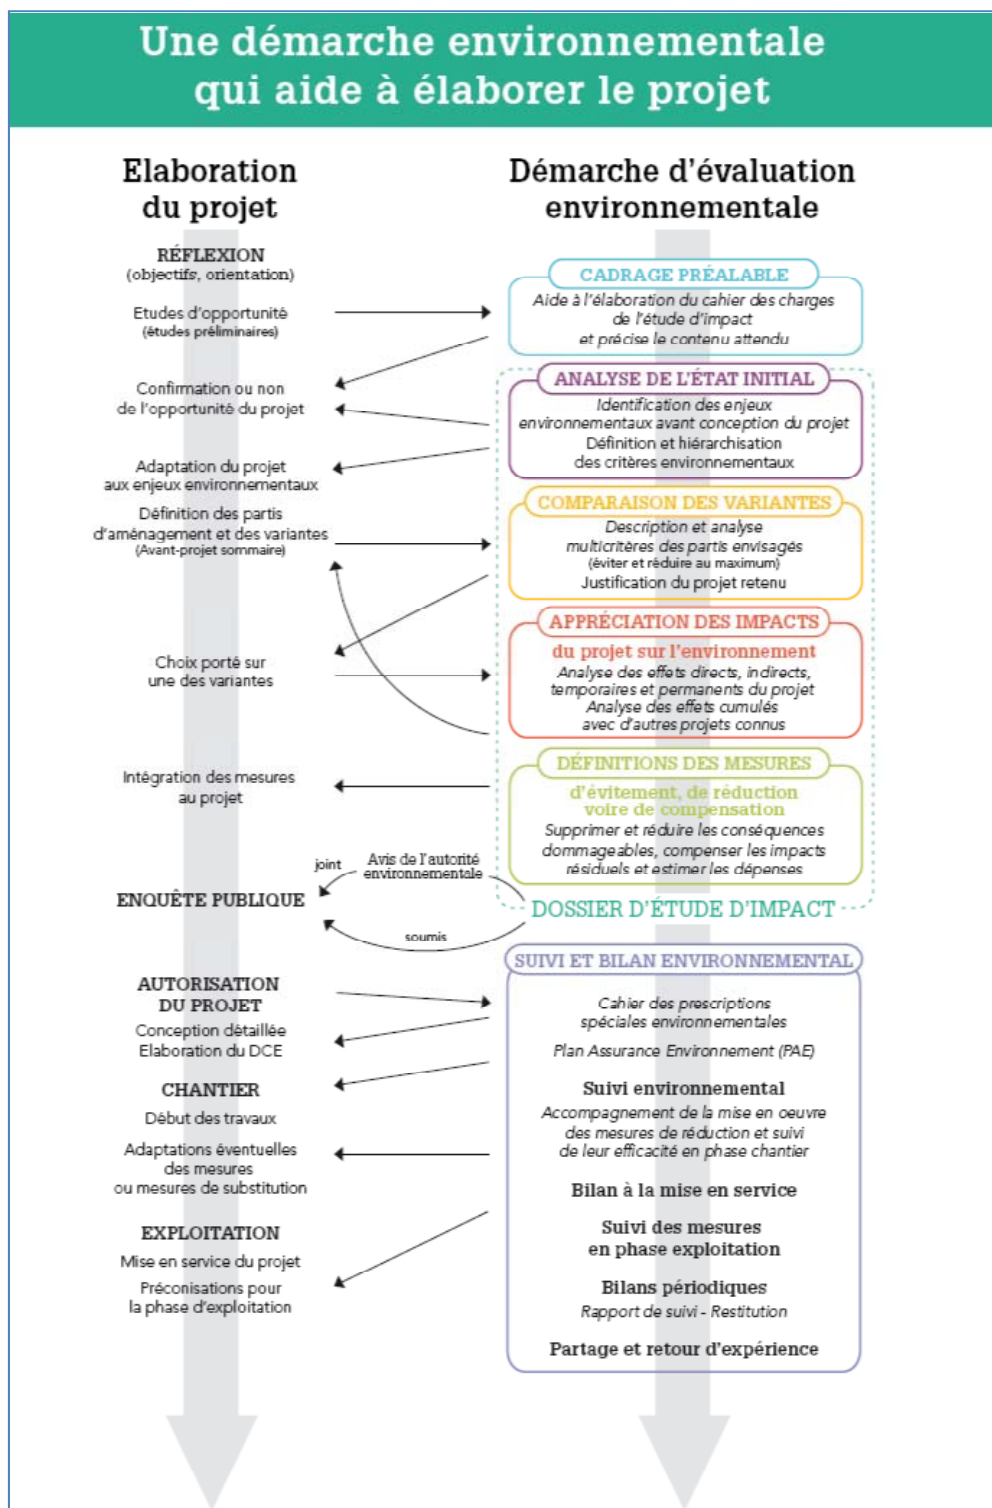 Une démarche environnementale
qui aide à élaborer le projet
Elaboration
du projet
RÉFLEXION
(objectifs, orientation)
Etudes d'opportunité
(études préliminaires)
Confirmation ou non
de l'opportunité du projet
Adaptation du projet
aux enjeux environnementaux
Définition des partis
d'aménagement et des variantes
(Avant-projet sommaire)
Choix porté sur
une des variantes
Intégration des mesures
au projet
joint
Avis de l'autorité
environnementale
ENQUÊTE PUBLIQUE
soumis
AUTORISATION
DU PROJET
Conception détaillée
Elaboration du DCE
CHANTIER
Début des travaux
Adaptations éventuelles
des mesures
ou mesures de substitution
EXPLOITATION
Mise en service du projet
Préconisations pour
la phase d'exploitation
Démarche d'évaluation
environnementale
CADRAGE PRÉALABLE
Aide à l'élaboration du cahier des charges
de l'étude d'impact
et précise le contenu attendu
ANALYSE DE L'ÉTAT INITIAL
Identification des enjeux
environnementaux avant conception du projet
Définition et hiérarchisation
des critères environnementaux
COMPARAISON DES VARIANTES
Description et analyse
multicritères des partis envisagés
(éviter et réduire au maximum)
Justification du projet retenu
APPRÉCIATION DES IMPACTS
du projet sur l'environnement
Analyse des effets directs, indirects,
temporaires et permanents du projet
Analyse des effets cumulés
avec d'autres projets connus
DÉFINITIONS DES MESURES
d'évitement, de réduction
voire de compensation
Supprimer et réduire les conséquences
dommageables, compenser les impacts
résiduels et estimer les dépenses
DOSSIER D'ÉTUDE D'IMPACT
SUIVI ET BILAN ENVIRONNEMENTAL
Cahier des prescriptions
spéciales environnementales
Plan Assurance Environnement (PAE)
Suivi environnemental
Accompagnement de la mise en oeuvre
des mesures de réduction et suivi
de leur efficacité en phase chantier
Bilan à la mise en service
Suivi des mesures
en phase exploitation
Bilans périodiques
Rapport de suivi - Restitution
Partage et retour d'expérience